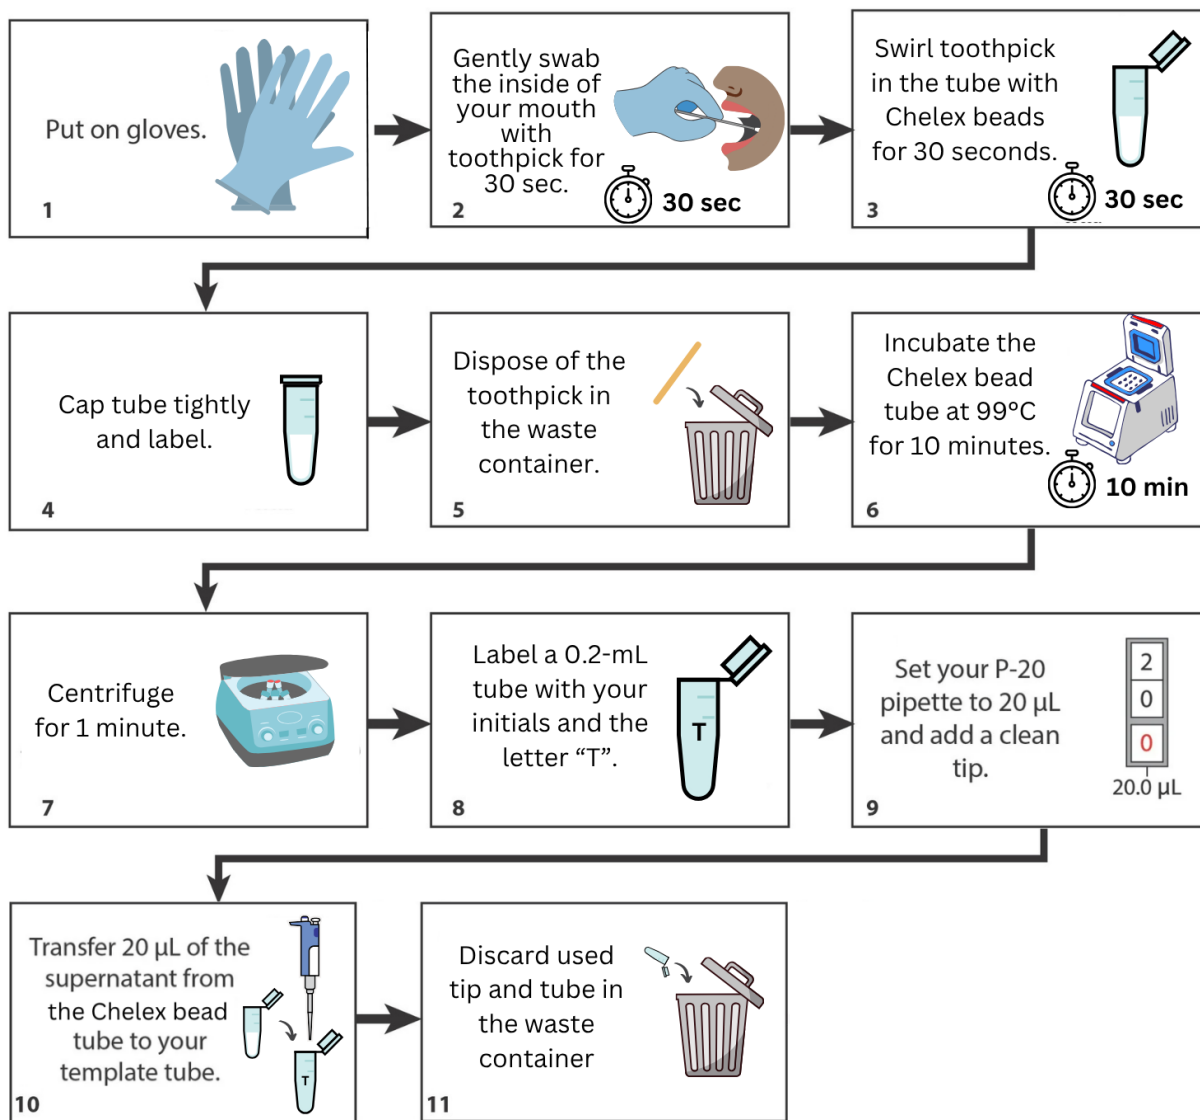 Put on gloves.
1
Gently swab
the inside of
your mouth
with
toothpick for
30 sec.
30 sec
2
Swirl toothpick
in the tube with
Chelex beads
for 30 seconds.
30 sec
3
Cap tube tightly
and label.
4
Dispose of the
toothpick in
the waste
container.
5
Incubate the
Chelex bead
tube at 99°C
for 10 minutes.
10 min
6
Centrifuge
for 1 minute.
7
Label a 0.2-mL
tube with your
initials and the
letter “T”.
T
8
Set your P-20
pipette to 20 µL
and add a clean
tip.
2
0
0
20.0 µL
9
Transfer 20 µL of the
supernatant from
the Chelex bead
tube to your
template tube.
T
10
Discard used
tip and tube in
the waste
container
11